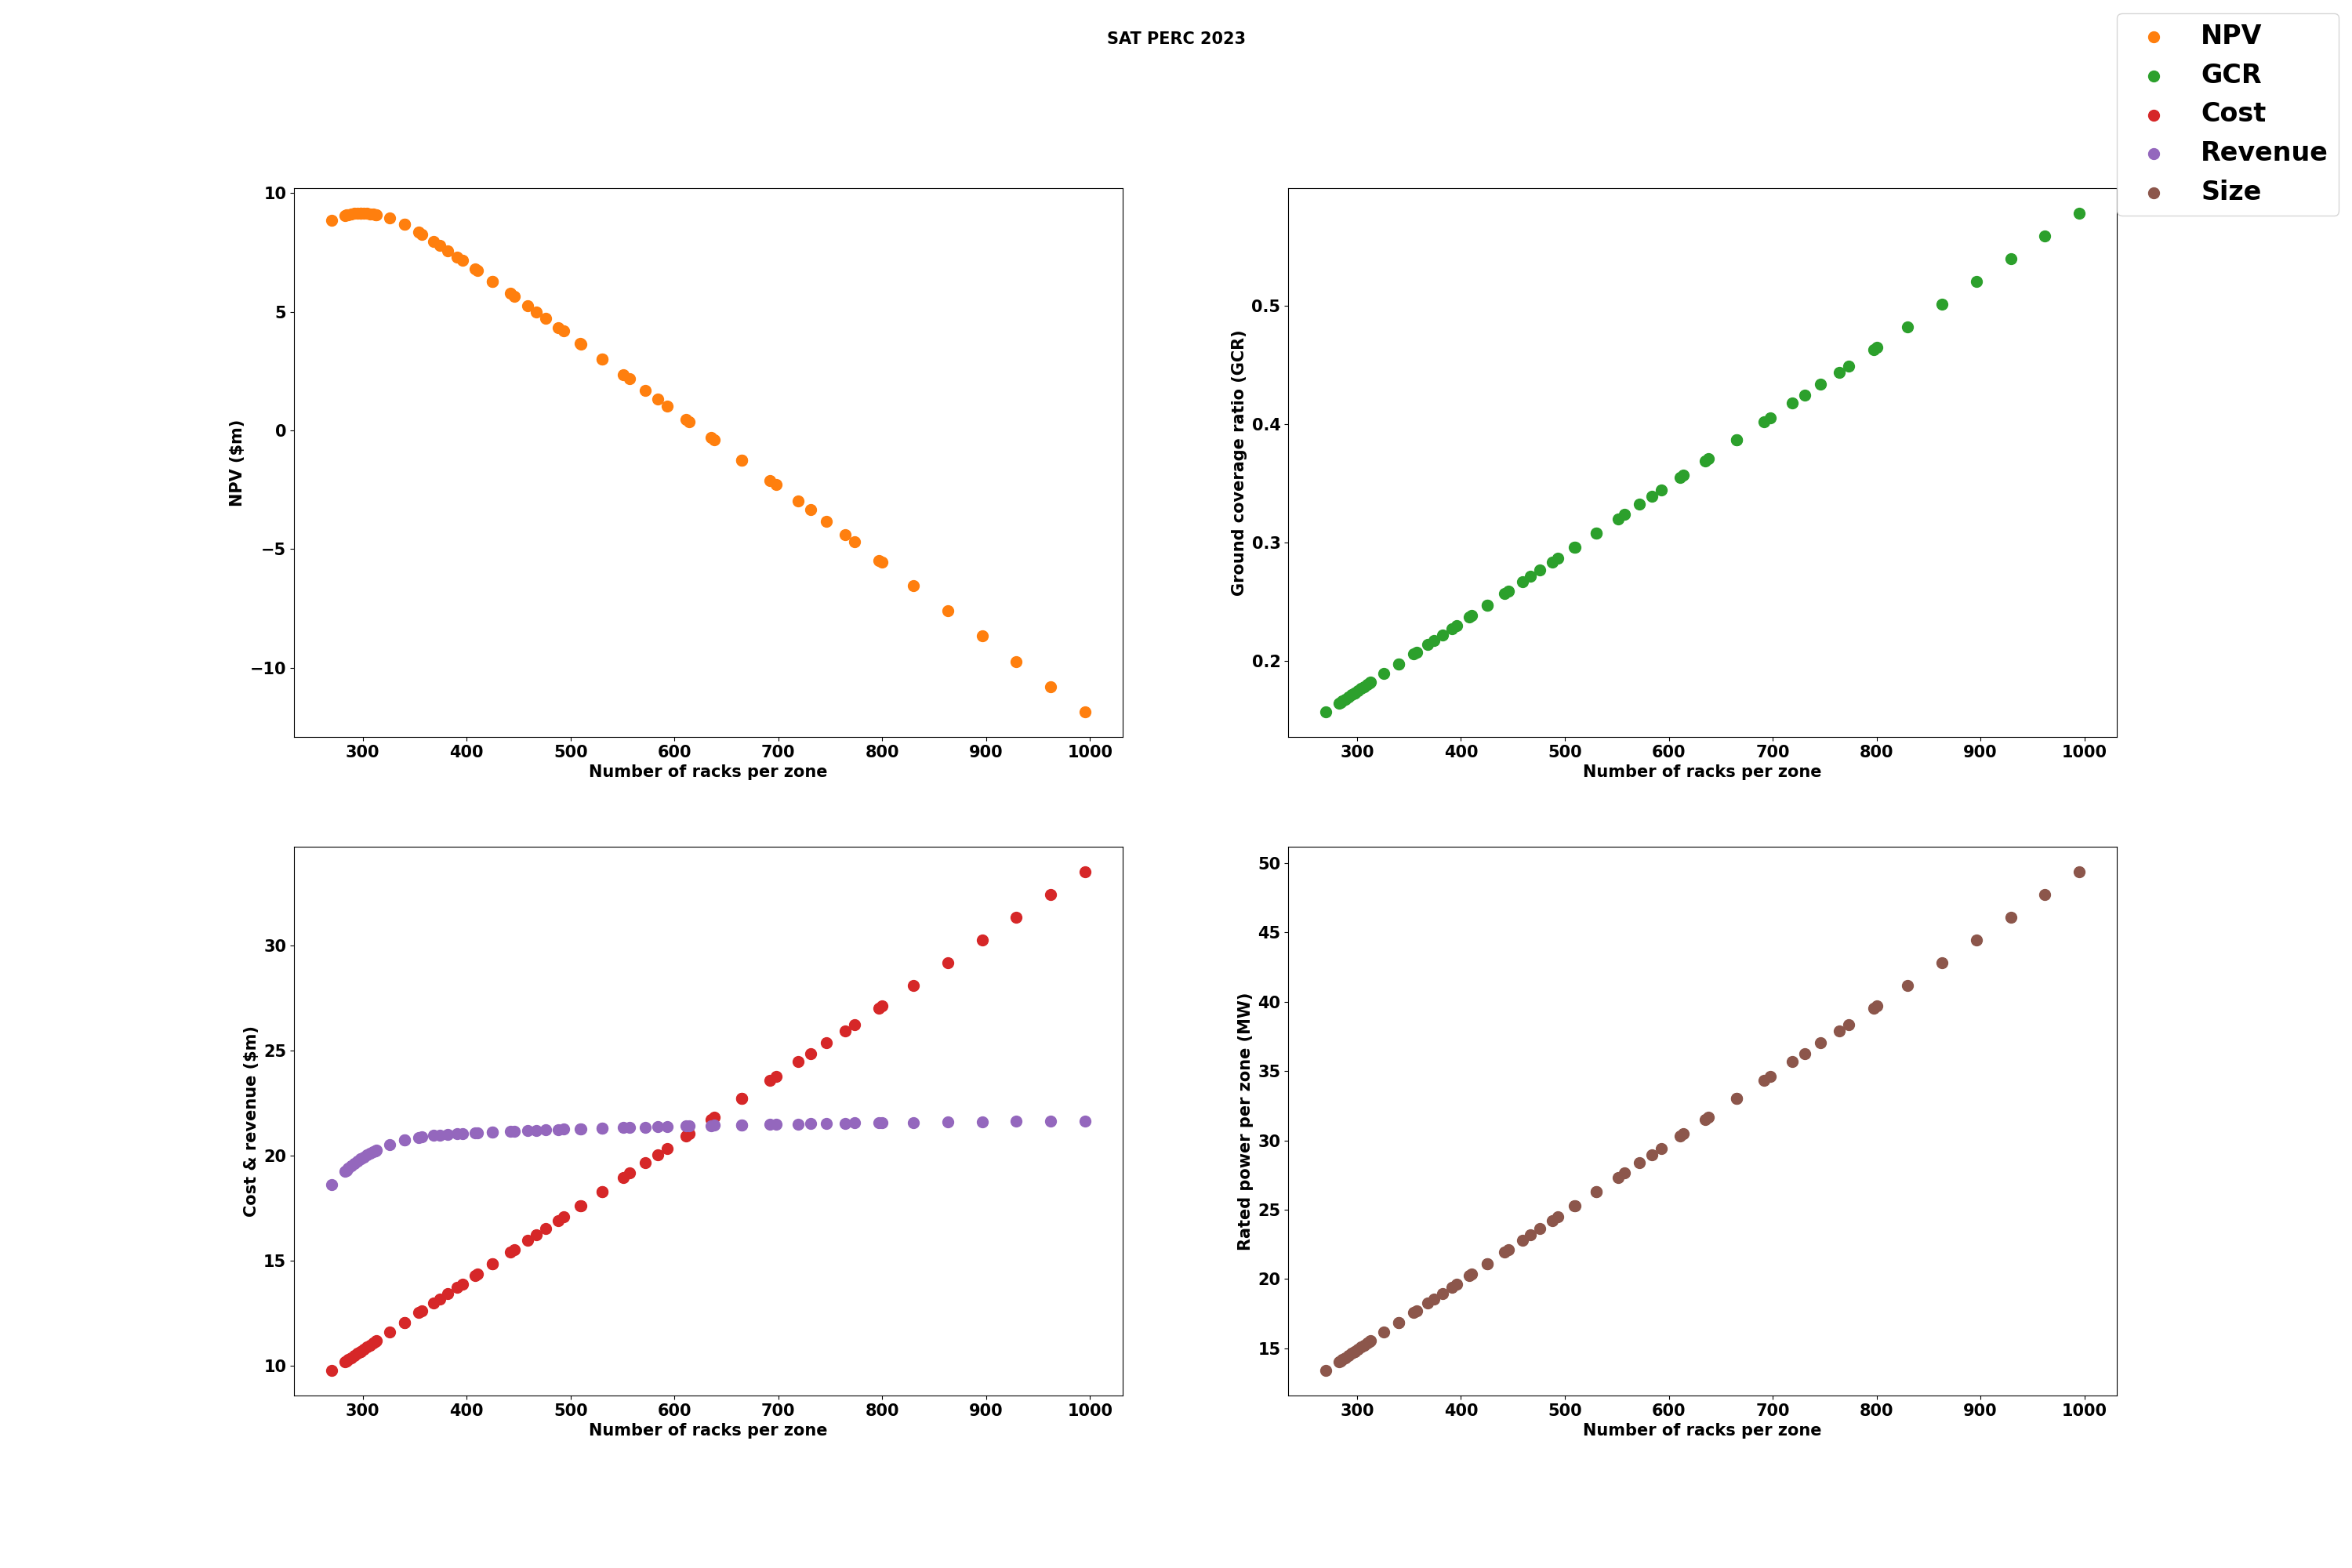 SAT PERC 2023
NPV
GCR
Cost
Revenue
Size
10
5
0
−5
−10
NPV ($m)
300 400 500 600 700 800 900 1000
Number of racks per zone
0.5
0.4
0.3
0.2
Ground coverage ratio (GCR)
300 400 500 600 700 800 900 1000
Number of racks per zone
30
25
20
15
10
Cost & revenue ($m)
300 400 500 600 700 800 900 1000
Number of racks per zone
50
45
40
35
30
25
20
15
Rated power per zone (MW)
300 400 500 600 700 800 900 1000
Number of racks per zone